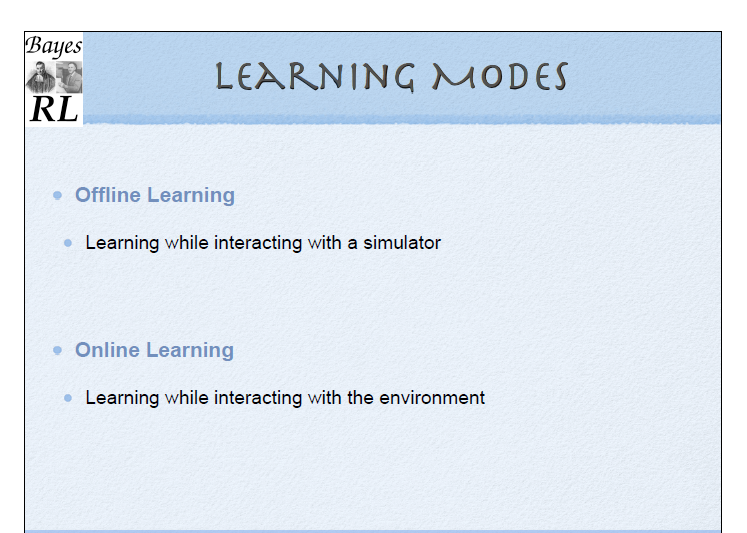 Bayes
RL
Learning Modes
Offline Learning
Learning while interacting with a simulator
Online Learning
Learning while interacting with the environment